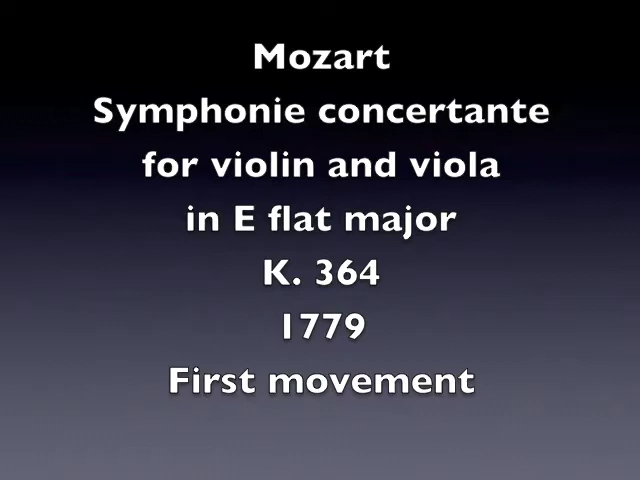 Mozart
Symphonie concertante
for violin and viola
in E flat major
K. 364
1779
First movement